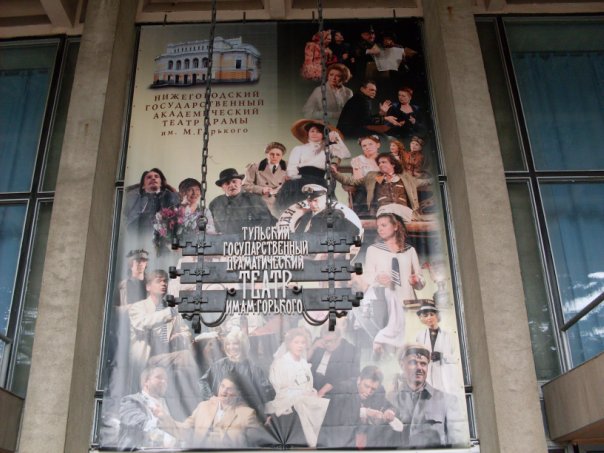 НИЖЕГОРОДСКИЙ
ГОСУДАРСТВЕННЫЙ
АКАДЕМИЧЕСКИЙ
ТЕАТР ДРАМЫ
ИМ. М.ГОРЬКОГО
ТУЛЬСКИЙ
ГОСУДАРСТВЕННЫЙ
ДРАМАТИЧЕСКИЙ
ТЕАТР
ИМ.М.ГОРЬКОГО